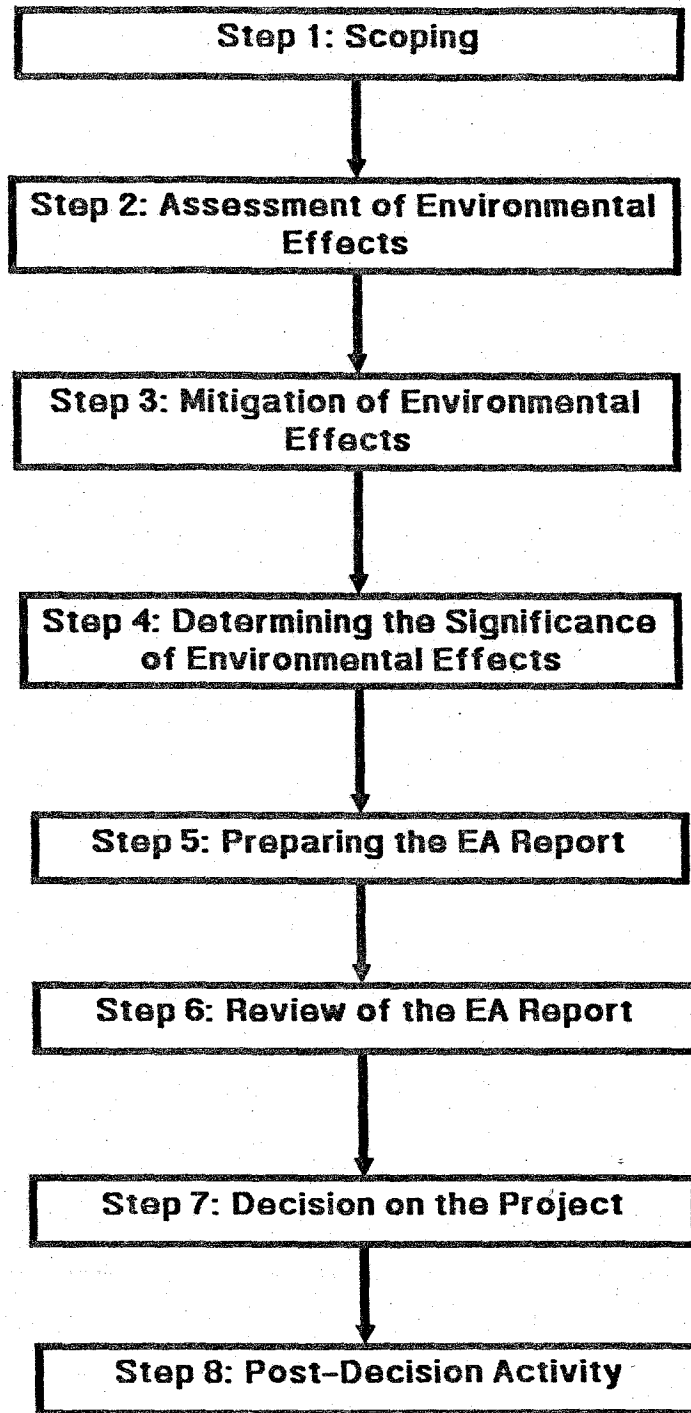 Step 1: Scoping
Step 2: Assessment of Environmental
Effects
Step 3: Mitigation of Environmental
Effects
Step 4: Determining the Significance
of Environmental Effects
Step 5: Preparing the EA Report
Step 6: Review of the EA Report
Step 7: Decision on the Project
Step 8: Post-Decision Activity